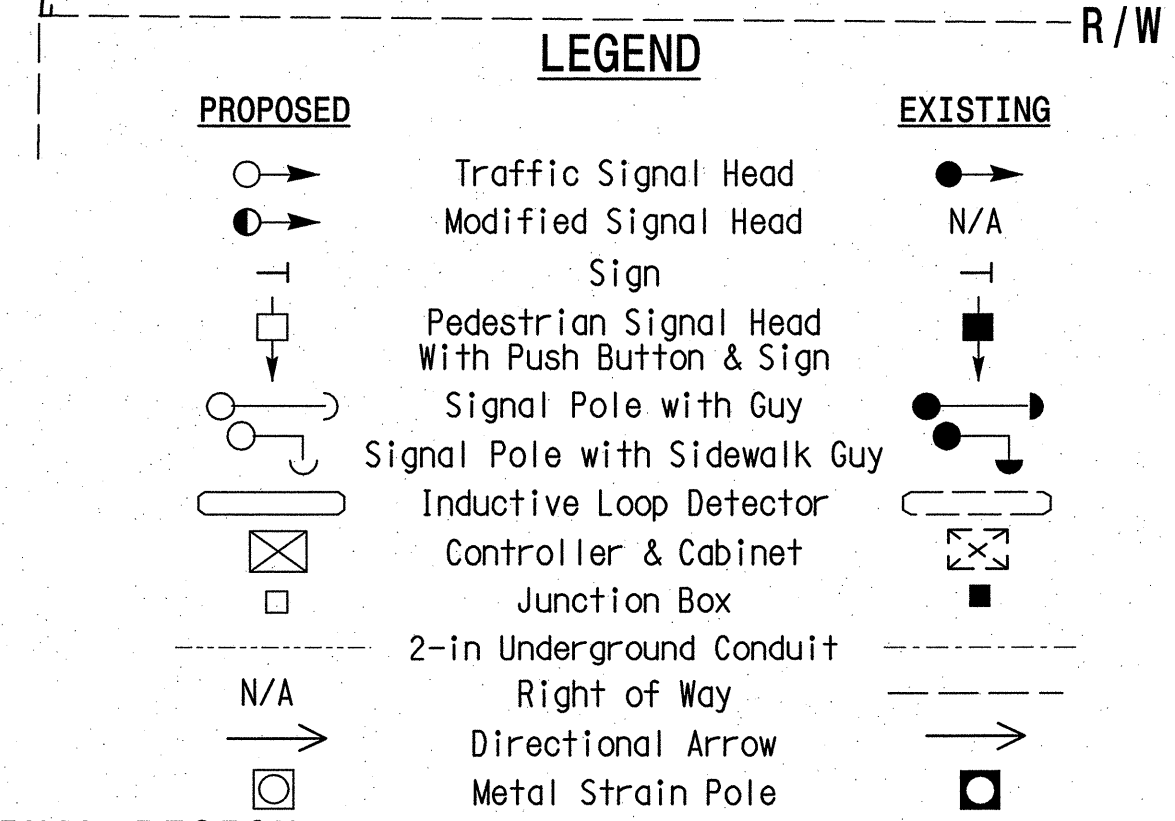 R/W
LEGEND
PROPOSED EXISTING
Traffic Signal Head
Modified Signal Head N/A
Sign
Pedestrian Signal Head
With Push Button & Sign
Signal Pole with Guy
Signal Pole with Sidewalk Guy
Inductive Loop Detector
Controller & Cabinet
Junction Box
2-in Underground Conduit
N/A Right of Way
Directional Arrow
Metal Strain Pole